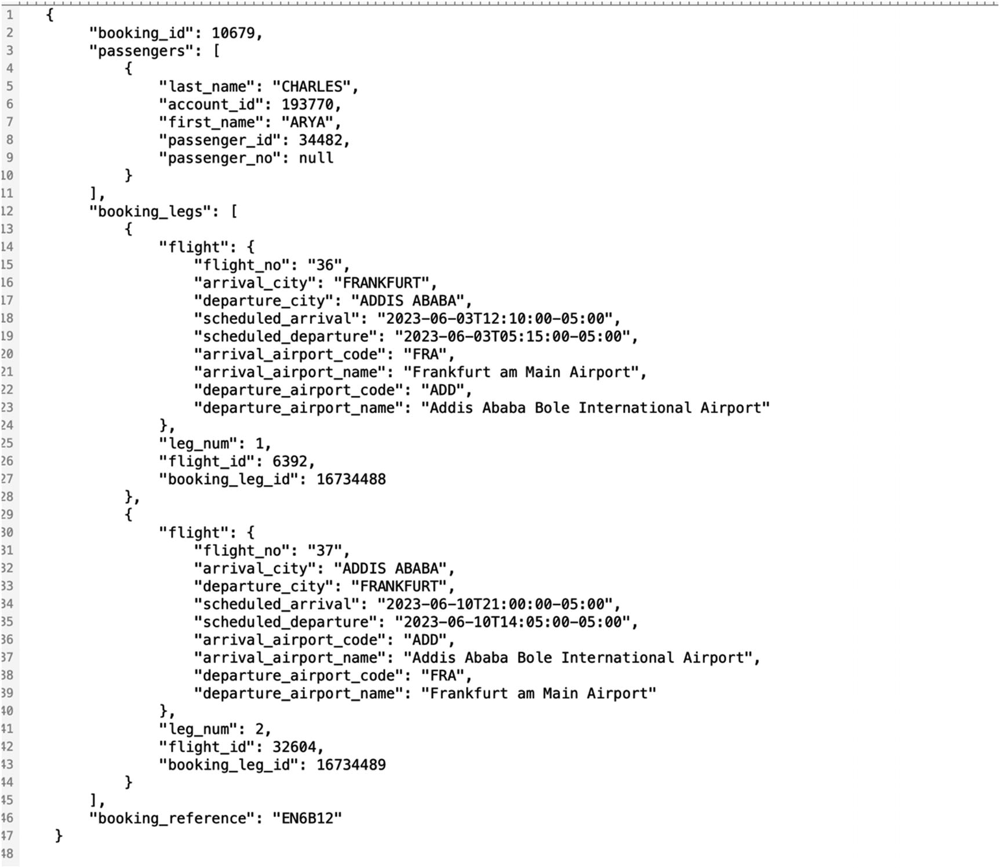 1 {
2 "booking_id": 10679,
3 "passengers": [
4 {
5 "last_name": "CHARLES",
6 "account_id": 193770,
7 "first_name": "ARYA",
8 "passenger_id": 34482,
9 "passenger_no": null
10 }
11 ],
12 "booking_legs": [
13 {
14 "flight": {
15 "flight_no": "36",
16 "arrival_city": "FRANKFURT",
17 "departure_city": "ADDIS ABABA",
18 "scheduled_arrival": "2023-06-03T12:10:00-05:00",
19 "scheduled_departure": "2023-06-03T05:15:00-05:00",
20 "arrival_airport_code": "FRA",
21 "arrival_airport_name": "Frankfurt am Main Airport",
22 "departure_airport_code": "ADD",
23 "departure_airport_name": "Addis Ababa Bole International Airport"
24 },
25 "leg_num": 1,
26 "flight_id": 6392,
27 "booking_leg_id": 16734488
28 },
29 {
30 "flight": {
31 "flight_no": "37",
32 "arrival_city": "ADDIS ABABA",
33 "departure_city": "FRANKFURT",
34 "scheduled_arrival": "2023-06-10T21:00:00-05:00",
35 "scheduled_departure": "2023-06-10T14:05:00-05:00",
36 "arrival_airport_code": "ADD",
37 "arrival_airport_name": "Addis Ababa Bole International Airport",
38 "departure_airport_code": "FRA",
39 "departure_airport_name": "Frankfurt am Main Airport"
40 },
41 "leg_num": 2,
42 "flight_id": 32604,
43 "booking_leg_id": 16734489
44 }
45 ],
46 "booking_reference": "EN6B12"
47 }
48